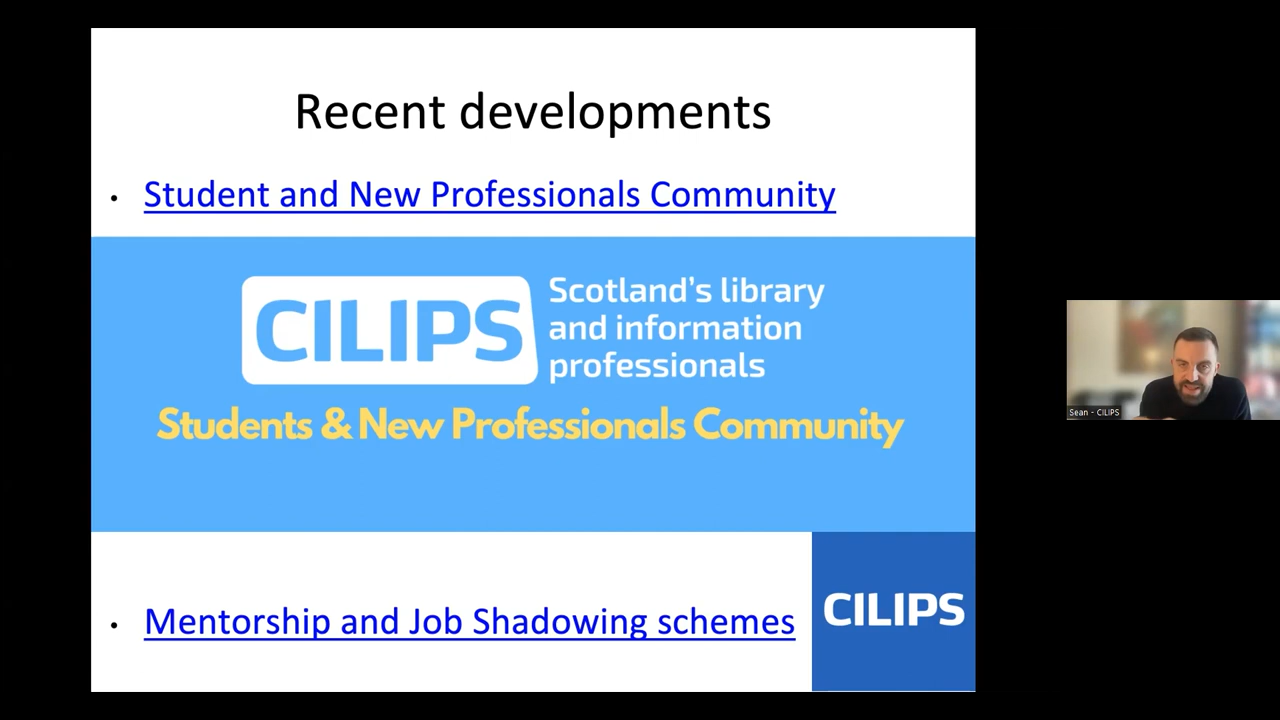 Recent developments
• Student and New Professionals Community
CILIPS
Scotland's library
and information
professionals
Students & New Professionals Community
• Mentorship and Job Shadowing schemes
CILIPS
Sean - CILIPS